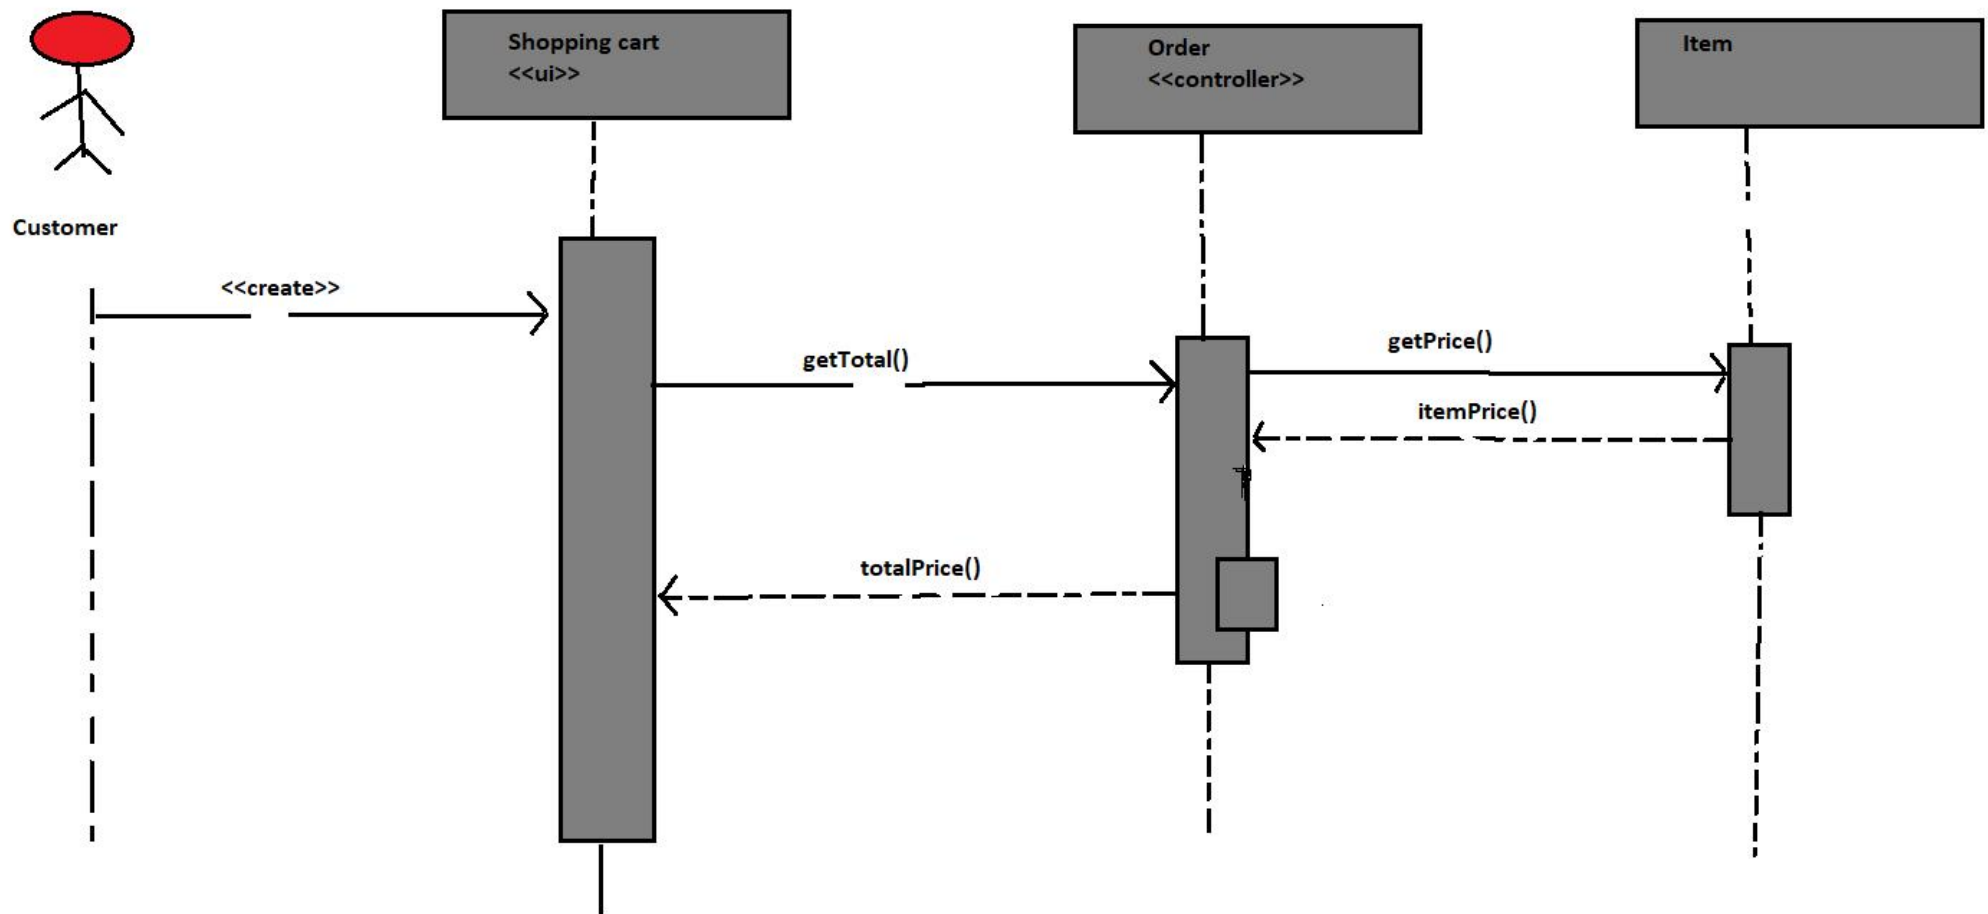 Shopping cart
<<ui>>
Order
<<controller>>
Item
Customer
<<create>>
getTotal()
getPrice()
itemPrice()
totalPrice()